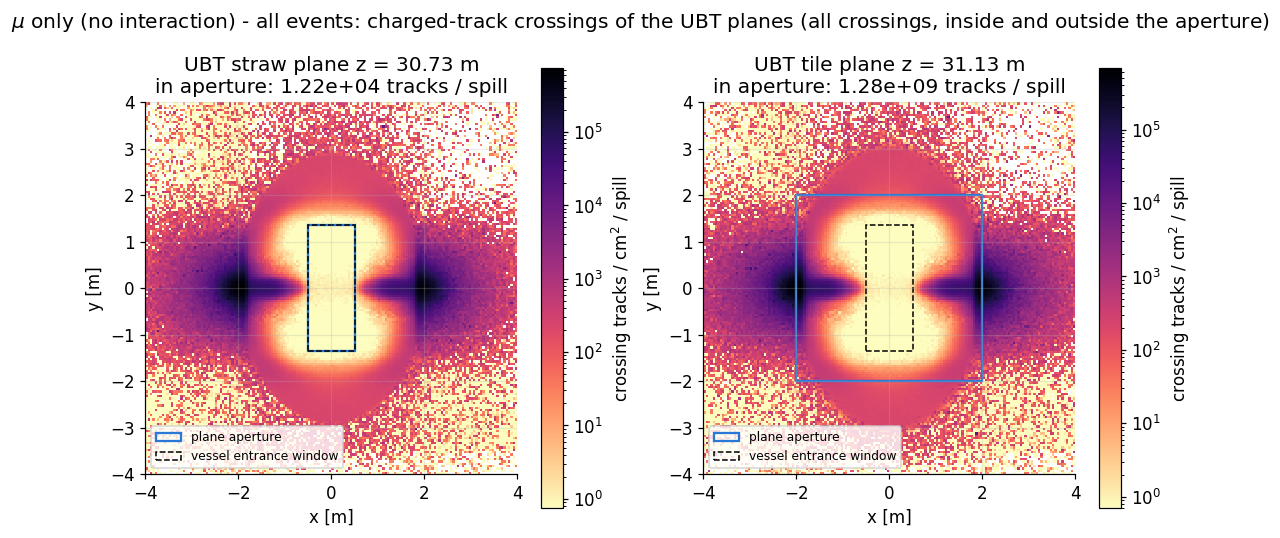 μ only (no interaction) - all events: charged-track crossings of the UBT planes (all crossings, inside and outside the aperture)
UBT straw plane z = 30.73 m
in aperture: 1.22e+04 tracks / spill
4
3
2
1
0
−1
−2
−3
−4
y [m]
plane aperture
vessel entrance window
−4
−2
0
2
4
x [m]
10⁵
10⁴
10³
10²
10¹
10⁰
crossing tracks / cm² / spill
UBT tile plane z = 31.13 m
in aperture: 1.28e+09 tracks / spill
4
3
2
1
0
−1
−2
−3
−4
y [m]
plane aperture
vessel entrance window
−4
−2
0
2
4
x [m]
10⁵
10⁴
10³
10²
10¹
10⁰
crossing tracks / cm² / spill